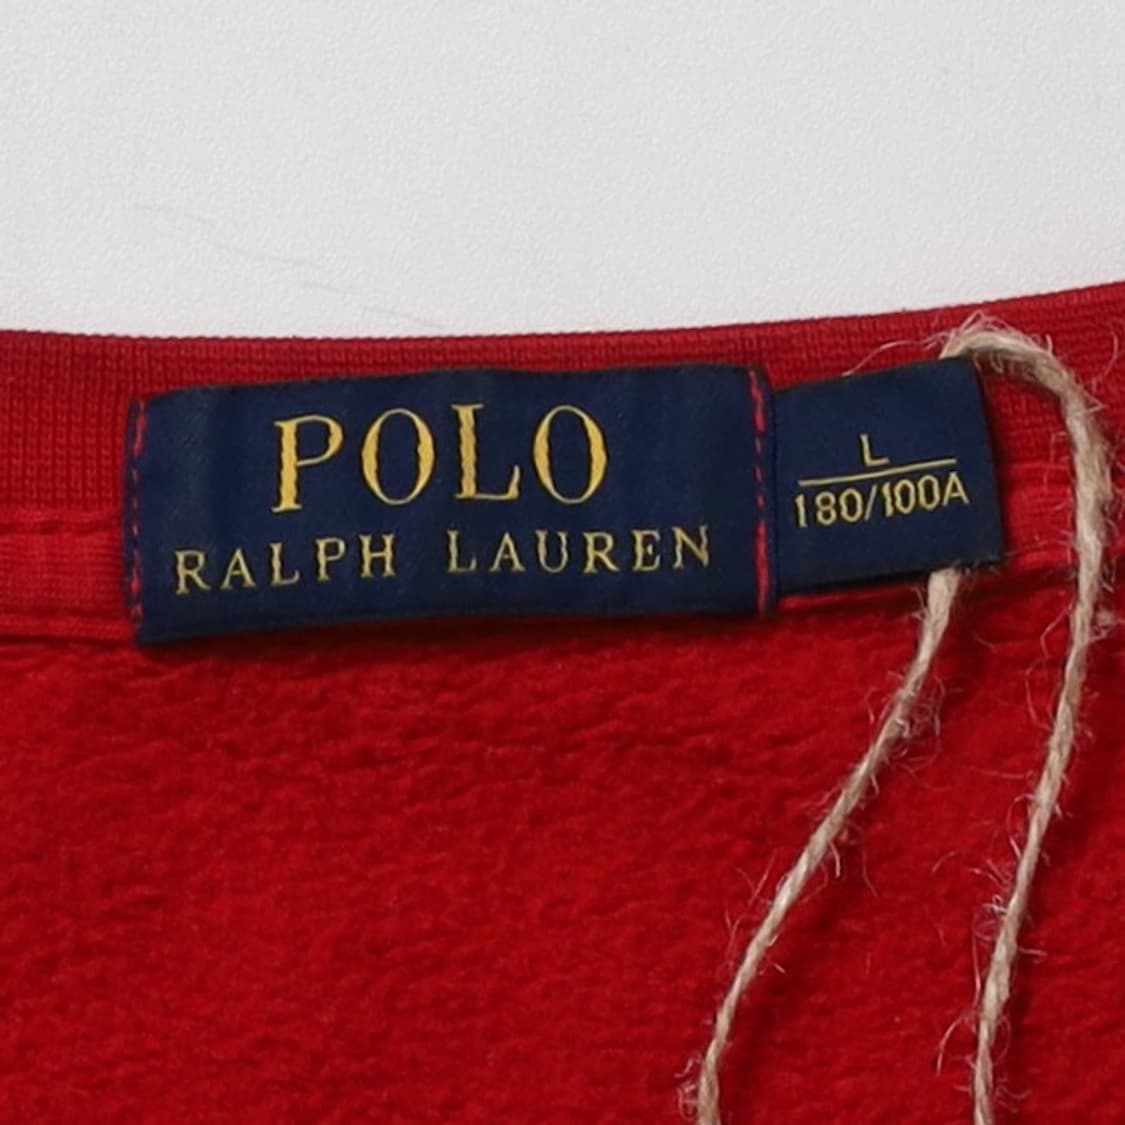 POLO
RALPH LAUREN
L
180/100A